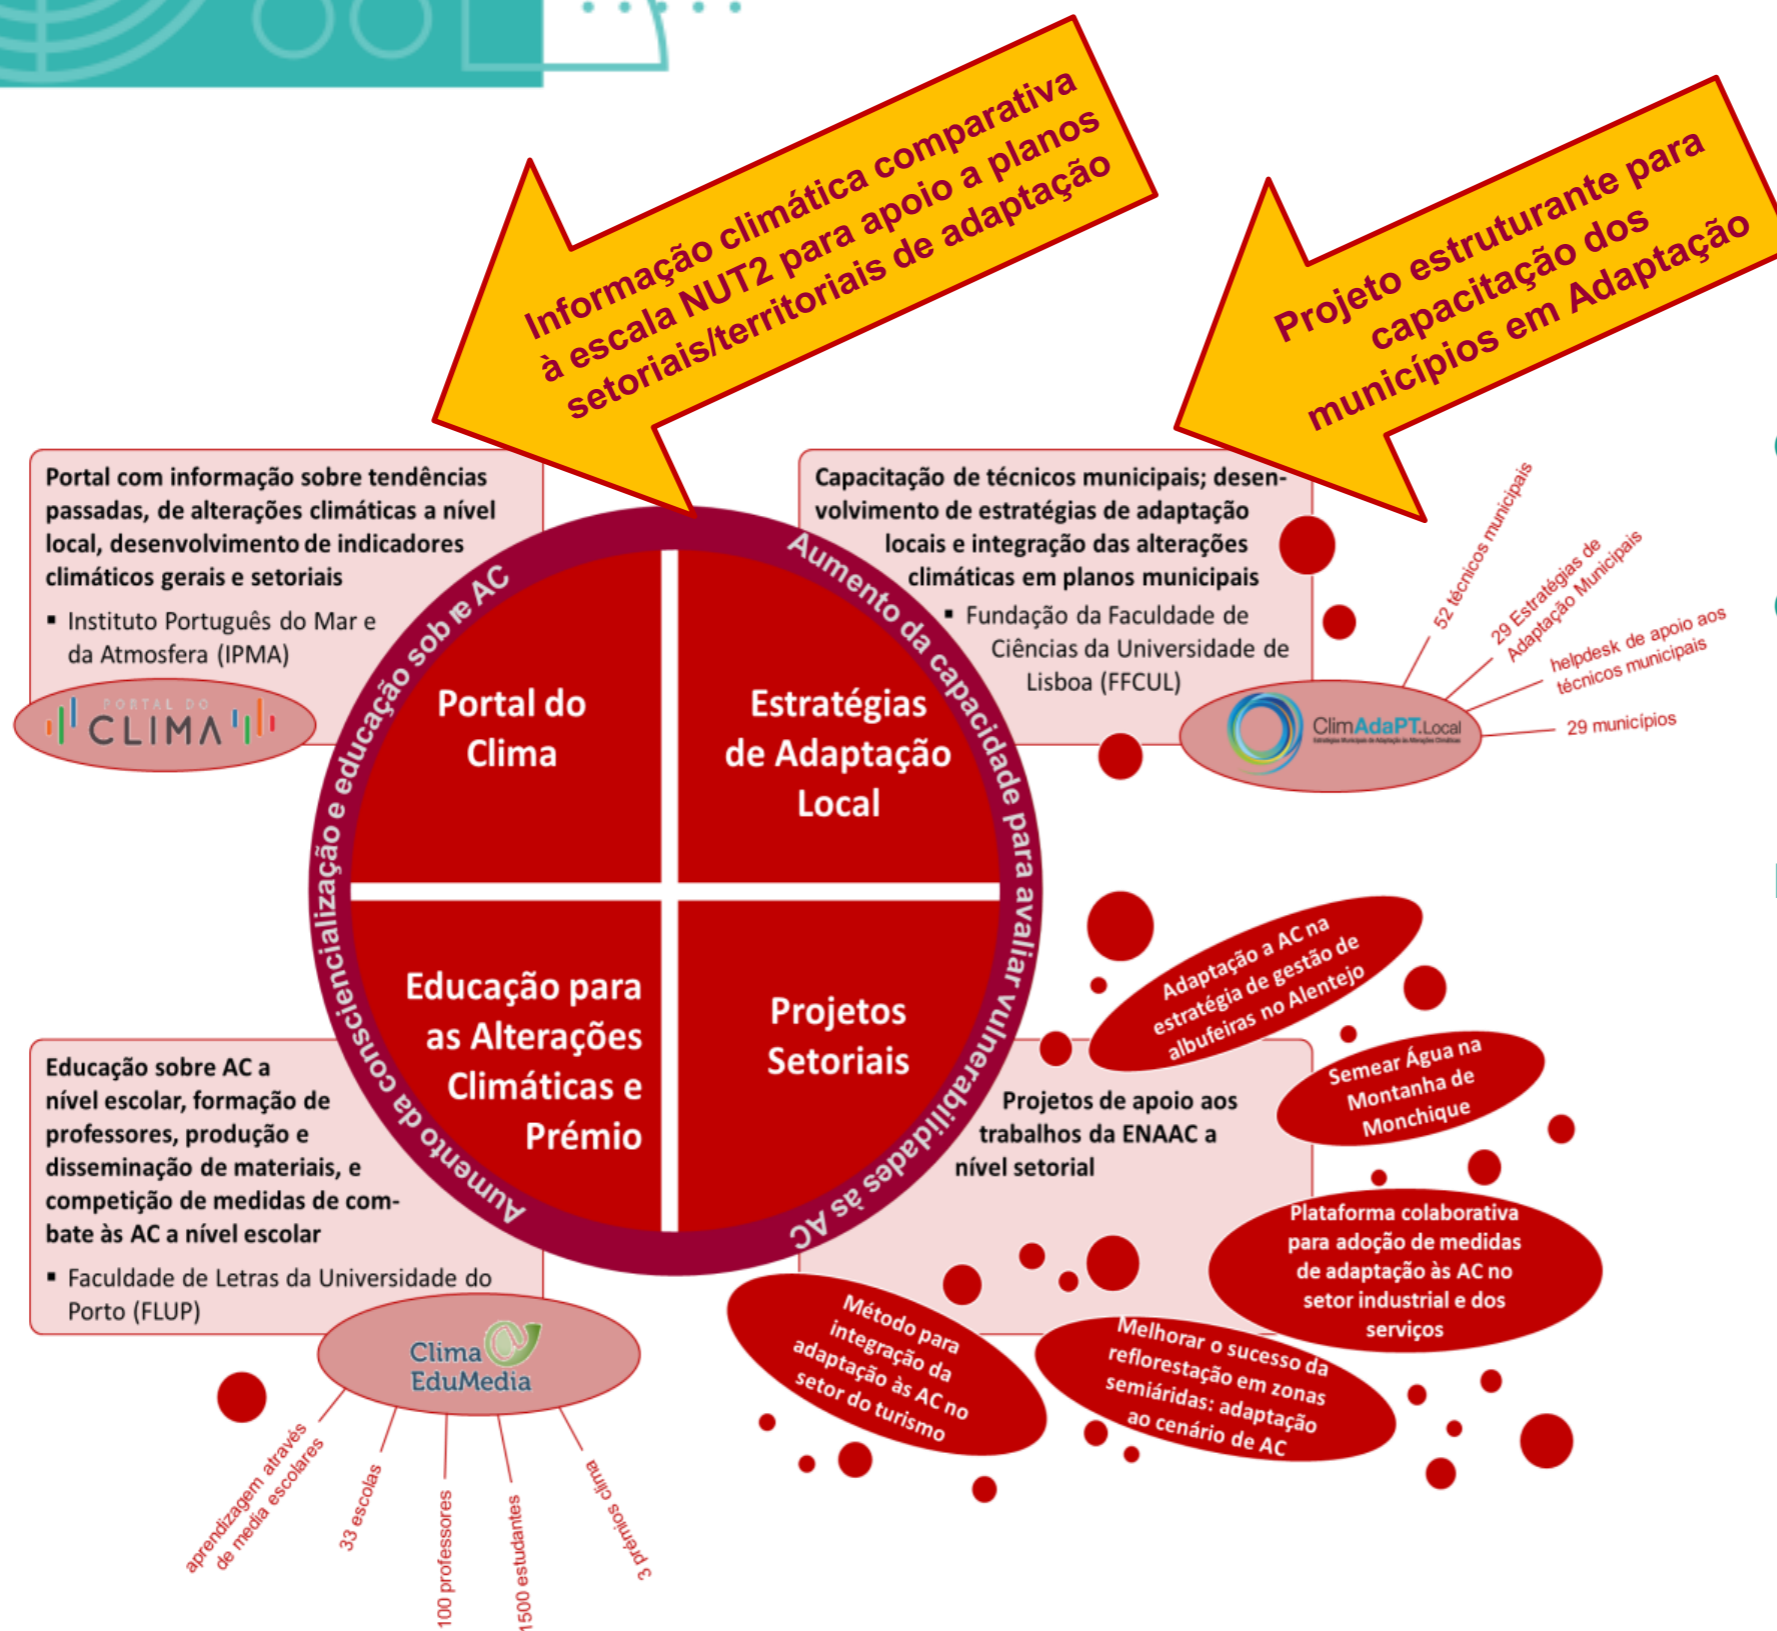 Informação climática comparativa
à escala NUT2 para apoio a planos
setoriais/territoriais de adaptação
Projeto estruturante para
capacitação dos
municípios em Adaptação
Portal com informação sobre tendências
passadas, de alterações climáticas a nível
local, desenvolvimento de indicadores
climáticos gerais e setoriais
▪ Instituto Português do Mar e
da Atmosfera (IPMA)
PORTAL DO
CLIMA
Capacitação de técnicos municipais; desen-
volvimento de estratégias de adaptação
locais e integração das alterações
climáticas em planos municipais
▪ Fundação da Faculdade de
Ciências da Universidade de
Lisboa (FFCUL)
ClimAdaPT.Local
Estratégias Municipais de Adaptação às Alterações Climáticas
52 técnicos municipais
29 Estratégias de
Adaptação Municipais
helpdesk de apoio aos
técnicos municipais
29 municípios
Aumento da consciencialização e educação sobre AC
Aumento da capacidade para avaliar vulnerabilidades às AC
Portal do
Clima
Estratégias
de Adaptação
Local
Educação para
as Alterações
Climáticas e
Prémio
Projetos
Setoriais
Educação sobre AC a
nível escolar, formação de
professores, produção e
disseminação de materiais, e
competição de medidas de com-
bate às AC a nível escolar
▪ Faculdade de Letras da Universidade do
Porto (FLUP)
Clima@
EduMedia
aprendizagem através
de media escolares
33 escolas
100 professores
1500 estudantes
3 prémios clima
Projetos de apoio aos
trabalhos da ENAAC a
nível setorial
Adaptação a AC na
estratégia de gestão de
albufeiras no Alentejo
Semear Água na
Montanha de
Monchique
Plataforma colaborativa
para adoção de medidas
de adaptação às AC no
setor industrial e dos
serviços
Melhorar o sucesso da
reflorestação em zonas
semiáridas: adaptação
ao cenário de AC
Método para
integração da
adaptação às AC no
setor do turismo